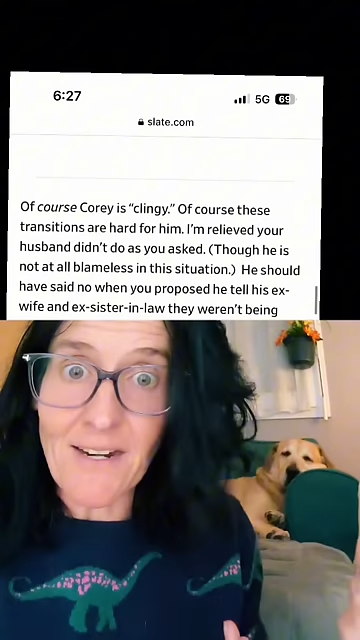 6:27
5G 69
slate.com
Of course Corey is “clingy.” Of course these
transitions are hard for him. I’m relieved your
husband didn’t do as you asked. (Though he is
not at all blameless in this situation.) He should
have said no when you proposed he tell his ex-
wife and ex-sister-in-law they weren’t being